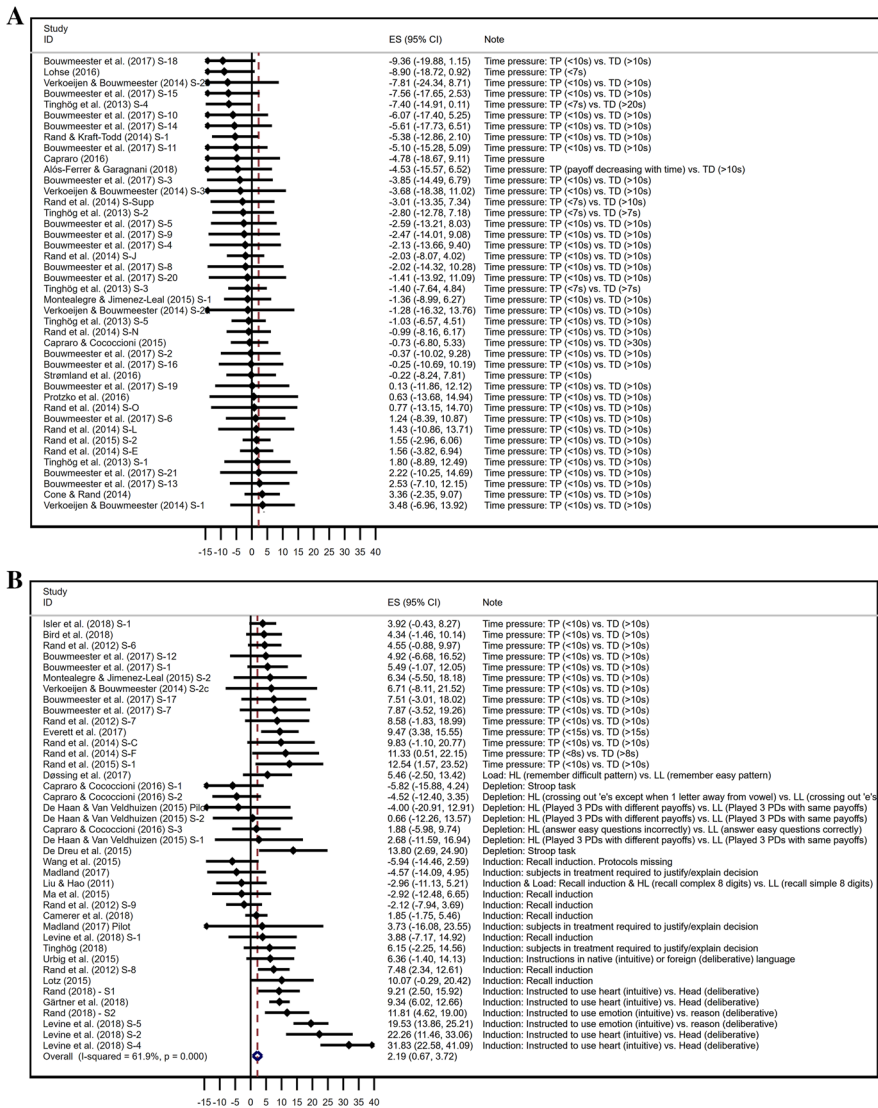 A
Study
ID ES (95% CI) Note
Bouwmeester et al. (2017) S-18 -9.36 (-19.88, 1.15) Time pressure: TP (<10s) vs. TD (>10s)
Lohse (2016) -8.90 (-18.72, 0.92) Time pressure: TP (<7s)
Verkoeijen & Bouwmeester (2014) S-2 -7.81 (-24.34, 8.71) Time pressure: TP (<10s) vs. TD (>10s)
Bouwmeester et al. (2017) S-15 -7.56 (-17.65, 2.53) Time pressure: TP (<10s) vs. TD (>10s)
Tinghög et al. (2013) S-4 -7.40 (-14.91, 0.11) Time pressure: TP (<7s) vs. TD (>20s)
Bouwmeester et al. (2017) S-10 -6.07 (-17.40, 5.25) Time pressure: TP (<10s) vs. TD (>10s)
Bouwmeester et al. (2017) S-14 -5.61 (-17.73, 6.51) Time pressure: TP (<10s) vs. TD (>10s)
Rand & Kraft-Todd (2014) S-1 -5.38 (-12.86, 2.10) Time pressure: TP (<10s) vs. TD (>10s)
Bouwmeester et al. (2017) S-11 -5.10 (-15.28, 5.09) Time pressure: TP (<10s) vs. TD (>10s)
Capraro (2016) -4.78 (-18.67, 9.11) Time pressure
Alós-Ferrer & Garagnani (2018) -4.53 (-15.57, 6.52) Time pressure: TP (payoff decreasing with time) vs. TD (>10s)
Bouwmeester et al. (2017) S-3 -3.85 (-14.49, 6.79) Time pressure: TP (<10s) vs. TD (>10s)
Verkoeijen & Bouwmeester (2014) S-3 -3.68 (-18.38, 11.02) Time pressure: TP (<10s) vs. TD (>10s)
Rand et al. (2014) S-Supp -3.01 (-13.35, 7.34) Time pressure: TP (<7s) vs. TD (>10s)
Tinghög et al. (2013) S-2 -2.80 (-12.78, 7.18) Time pressure: TP (<7s) vs. TD (>7s)
Bouwmeester et al. (2017) S-5 -2.59 (-13.21, 8.03) Time pressure: TP (<10s) vs. TD (>10s)
Bouwmeester et al. (2017) S-9 -2.47 (-14.01, 9.08) Time pressure: TP (<10s) vs. TD (>10s)
Bouwmeester et al. (2017) S-4 -2.13 (-13.66, 9.40) Time pressure: TP (<10s) vs. TD (>10s)
Rand et al. (2014) S-J -2.03 (-8.07, 4.02) Time pressure: TP (<10s) vs. TD (>10s)
Bouwmeester et al. (2017) S-8 -2.02 (-14.32, 10.28) Time pressure: TP (<10s) vs. TD (>10s)
Bouwmeester et al. (2017) S-20 -1.41 (-13.92, 11.09) Time pressure: TP (<10s) vs. TD (>10s)
Tinghög et al. (2013) S-3 -1.40 (-7.64, 4.84) Time pressure: TP (<7s) vs. TD (>7s)
Montealegre & Jimenez-Leal (2015) S-1 -1.36 (-8.99, 6.27) Time pressure: TP (<10s) vs. TD (>10s)
Verkoeijen & Bouwmeester (2014) S-2 -1.28 (-16.32, 13.76) Time pressure: TP (<10s) vs. TD (>10s)
Tinghög et al. (2013) S-5 -1.03 (-6.57, 4.51) Time pressure: TP (<10s) vs. TD (>10s)
Rand et al. (2014) S-N -0.99 (-8.16, 6.17) Time pressure: TP (<10s) vs. TD (>10s)
Capraro & Cococcioni (2015) -0.73 (-6.80, 5.33) Time pressure: TP (<10s) vs. TD (>30s)
Bouwmeester et al. (2017) S-2 -0.37 (-10.02, 9.28) Time pressure: TP (<10s) vs. TD (>10s)
Bouwmeester et al. (2017) S-16 -0.25 (-10.69, 10.19) Time pressure: TP (<10s) vs. TD (>10s)
Strømland et al. (2016) -0.22 (-8.24, 7.81) Time pressure: TP (<10)
Bouwmeester et al. (2017) S-19 0.13 (-11.86, 12.12) Time pressure: TP (<10s) vs. TD (>10s)
Protzko et al. (2016) 0.63 (-13.68, 14.94) Time pressure: TP (<10s) vs. TD (>10s)
Rand et al. (2014) S-O 0.77 (-13.15, 14.70) Time pressure: TP (<10s) vs. TD (>10s)
Bouwmeester et al. (2017) S-6 1.24 (-8.39, 10.87) Time pressure: TP (<10s) vs. TD (>10s)
Rand et al. (2014) S-L 1.43 (-10.86, 13.71) Time pressure: TP (<10s) vs. TD (>10s)
Rand et al. (2015) S-2 1.55 (-2.96, 6.06) Time pressure: TP (<10s) vs. TD (>10s)
Rand et al. (2014) S-E 1.56 (-3.82, 6.94) Time pressure: TP (<10s) vs. TD (>10s)
Tinghög et al. (2013) S-1 1.80 (-8.89, 12.49) Time pressure: TP (<10s) vs. TD (>10s)
Bouwmeester et al. (2017) S-21 2.22 (-10.25, 14.69) Time pressure: TP (<10s) vs. TD (>10s)
Bouwmeester et al. (2017) S-13 2.53 (-7.10, 12.15) Time pressure: TP (<10s) vs. TD (>10s)
Cone & Rand (2014) 3.36 (-2.35, 9.07) Time pressure: TP (<10s) vs. TD (>10s)
Verkoeijen & Bouwmeester (2014) S-1 3.48 (-6.96, 13.92) Time pressure: TP (<10s) vs. TD (>10s)
-15 -10 -5 0 5 10 15 20 25 30 35 40
B
Study
ID ES (95% CI) Note
Isler et al. (2018) S-1 3.92 (-0.43, 8.27) Time pressure: TP (<10s) vs. TD (>10s)
Bird et al. (2018) 4.34 (-1.46, 10.14) Time pressure: TP (<10s) vs. TD (>10s)
Rand et al. (2012) S-6 4.55 (-0.88, 9.97) Time pressure: TP (<10s) vs. TD (>10s)
Bouwmeester et al. (2017) S-12 4.92 (-6.68, 16.52) Time pressure: TP (<10s) vs. TD (>10s)
Bouwmeester et al. (2017) S-1 5.49 (-1.07, 12.05) Time pressure: TP (<10s) vs. TD (>10s)
Montealegre & Jimenez-Leal (2015) S-2 6.34 (-5.50, 18.18) Time pressure: TP (<10s) vs. TD (>10s)
Verkoeijen & Bouwmeester (2014) S-2c 6.71 (-8.11, 21.52) Time pressure: TP (<10s) vs. TD (>10s)
Bouwmeester et al. (2017) S-17 7.51 (-3.01, 18.02) Time pressure: TP (<10s) vs. TD (>10s)
Bouwmeester et al. (2017) S-7 7.87 (-3.52, 19.26) Time pressure: TP (<10s) vs. TD (>10s)
Rand et al. (2012) S-7 8.58 (-1.83, 18.99) Time pressure: TP (<10s) vs. TD (>10s)
Everett et al. (2017) 9.47 (3.38, 15.55) Time pressure: TP (<15s) vs. TD (>15s)
Rand et al. (2014) S-C 9.83 (-1.10, 20.77) Time pressure: TP (<10s) vs. TD (>10s)
Rand et al. (2014) S-F 11.33 (0.51, 22.15) Time pressure: TP (<8s) vs. TD (>8s)
Rand et al. (2015) S-1 12.54 (1.57, 23.52) Time pressure: TP (<10s) vs. TD (>10s)
Døssing et al. (2017) 5.46 (-2.50, 13.42) Load: HL (remember difficult pattern) vs. LL (remember easy pattern)
Capraro & Cococcioni (2016) S-1 -5.82 (-15.88, 4.24) Depletion: Stroop task
Capraro & Cococcioni (2016) S-2 -4.52 (-12.40, 3.35) Depletion: HL (crossing out 'e's except when 1 letter away from vowel) vs. LL (crossing out 'e's
De Haan & Van Veldhuizen (2015) Pilot -4.00 (-20.91, 12.91) Depletion: HL (Played 3 PDs with different payoffs) vs. LL (Played 3 PDs with same payoffs)
De Haan & Van Veldhuizen (2015) S-2 0.66 (-12.26, 13.57) Depletion: HL (Played 3 PDs with different payoffs) vs. LL (Played 3 PDs with same payoffs)
Capraro & Cococcioni (2016) S-3 1.88 (-5.98, 9.74) Depletion: HL (answer easy questions incorrectly) vs. LL (answer easy questions correctly)
De Haan & Van Veldhuizen (2015) S-1 2.68 (-11.59, 16.94) Depletion: HL (Played 3 PDs with different payoffs) vs. LL (Played 3 PDs with same payoffs)
De Dreu et al. (2015) 13.80 (2.69, 24.90) Depletion: Stroop task
Wang et al. (2015) -5.94 (-14.46, 2.59) Induction: Recall induction. Protocols missing
Madland (2017) -4.57 (-14.09, 4.95) Induction: subjects in treatment required to justify/explain decision
Liu & Hao (2011) -2.96 (-11.13, 5.21) Induction & Load: Recall induction & HL (recall complex 8 digits) vs. LL (recall simple 8 digits)
Ma et al. (2015) -2.92 (-12.48, 6.65) Induction: Recall induction
Rand et al. (2012) S-9 -2.12 (-7.94, 3.69) Induction: Recall induction
Camerer et al. (2018) 1.85 (-1.75, 5.46) Induction: Recall induction
Madland (2017) Pilot 3.73 (-16.08, 23.55) Induction: subjects in treatment required to justify/explain decision
Levine et al. (2018) S-1 3.88 (-7.17, 14.92) Induction: Recall induction
Tinghög (2018) 6.15 (-2.25, 14.56) Induction: subjects in treatment required to justify/explain decision
Urbig et al. (2015) 6.36 (-1.40, 14.13) Induction: Instructions in native (intuitive) or foreign (deliberative) language
Rand et al. (2012) S-8 7.48 (2.34, 12.61) Induction: Recall induction
Lotz (2015) 10.07 (-0.29, 20.42) Induction: Recall induction
Rand (2018) - S1 9.21 (2.50, 15.92) Induction: Instructed to use heart (intuitive) vs. Head (deliberative)
Gärtner et al. (2018) 9.34 (6.02, 12.66) Induction: Instructed to use heart (intuitive) vs. Head (deliberative)
Rand (2018) - S2 11.81 (4.62, 19.00) Induction: Instructed to use emotion (intuitive) vs. reason (deliberative)
Levine et al. (2018) S-5 19.53 (13.86, 25.21) Induction: Instructed to use emotion (intuitive) vs. reason (deliberative)
Levine et al. (2018) S-2 22.26 (11.46, 33.06) Induction: Instructed to use heart (intuitive) vs. Head (deliberative)
Levine et al. (2018) S-4 31.83 (22.58, 41.09) Induction: Instructed to use heart (intuitive) vs. Head (deliberative)
Overall (I-squared = 61.9%, p = 0.000) 2.19 (0.67, 3.72)
-15 -10 -5 0 5 10 15 20 25 30 35 40